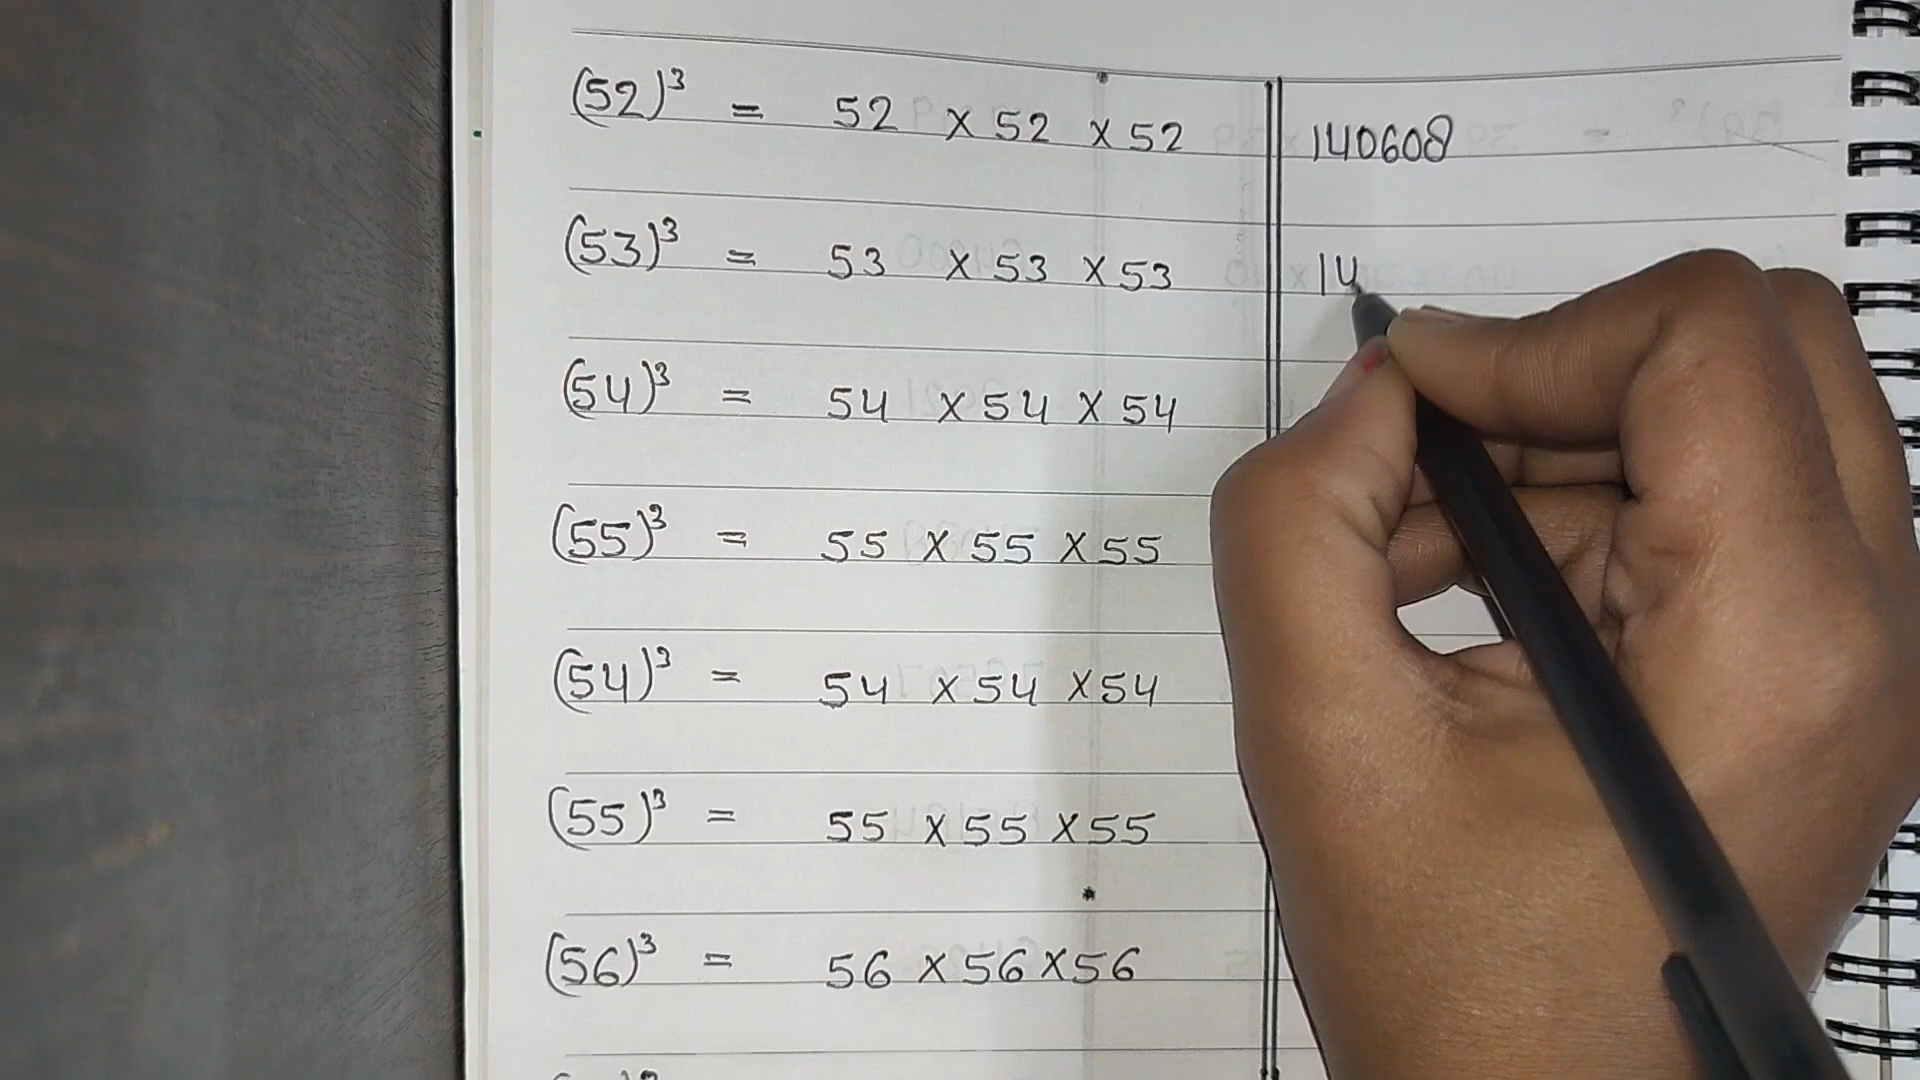 (52)³ = 52 × 52 × 52 140608
(53)³ = 53 × 53 × 53 14
(54)³ = 54 × 54 × 54
(55)³ = 55 × 55 × 55
(54)³ = 54 × 54 × 54
(55)³ = 55 × 55 × 55
(56)³ = 56 × 56 × 56